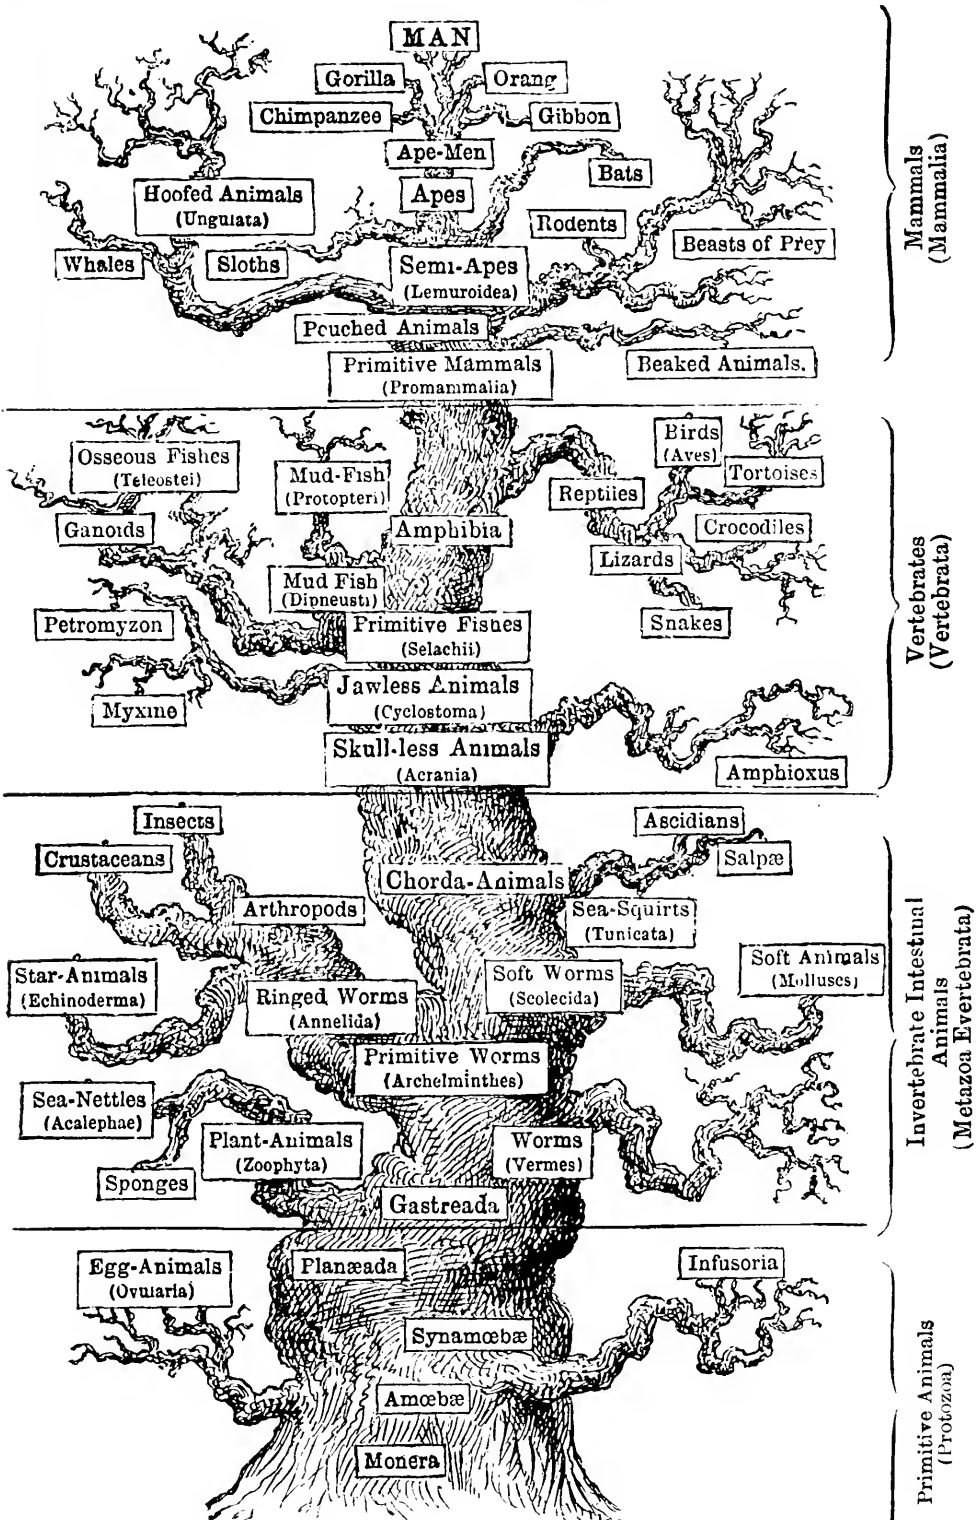 MAN
Gorilla
Orang
Chimpanzee
Gibbon
Ape-Men
Bats
Hoofed Animals
(Ungulata)
Apes
Rodents
Beasts of Prey
Whales
Sloths
Semi-Apes
(Lemuroidea)
Pouched Animals
Primitive Mammals
(Promammalia)
Beaked Animals.
Mammals
(Mammalia)
Osseous Fishes
(Teleostei)
Mud-Fish
(Protopteri)
Birds
(Aves)
Tortoises
Reptiles
Ganoids
Amphibia
Crocodiles
Lizards
Mud Fish
(Dipneusti)
Petromyzon
Primitive Fishes
(Selachii)
Snakes
Jawless Animals
(Cyclostoma)
Myxine
Skull-less Animals
(Acrania)
Amphioxus
Vertebrates
(Vertebrata)
Insects
Ascidians
Crustaceans
Salpæ
Chorda-Animals
Arthropods
Sea-Squirts
(Tunicata)
Star-Animals
(Echinoderma)
Soft Worms
(Scolecida)
Soft Animals
(Molluscs)
Ringed Worms
(Annelida)
Primitive Worms
(Archelminthes)
Sea-Nettles
(Acalephae)
Plant-Animals
(Zoophyta)
Worms
(Vermes)
Sponges
Gastreada
Invertebrate Intestinal
Animals
(Metazoa Evertebrata)
Egg-Animals
(Ovularia)
Planæada
Infusoria
Synamœbæ
Amœbæ
Monera
Primitive Animals
(Protozoa)